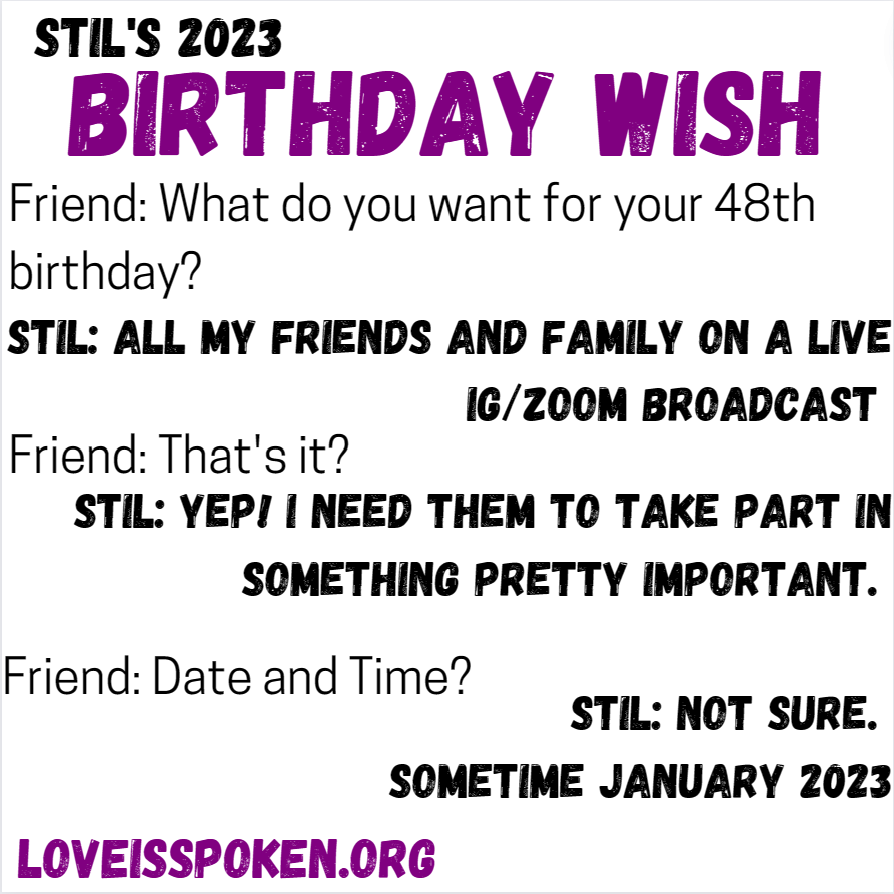 STIL'S 2023
BIRTHDAY WISH
Friend: What do you want for your 48th
birthday?
STIL: ALL MY FRIENDS AND FAMILY ON A LIVE
IG/ZOOM BROADCAST
Friend: That's it?
STIL: YEP! I NEED THEM TO TAKE PART IN
SOMETHING PRETTY IMPORTANT.
Friend: Date and Time?
STIL: NOT SURE.
SOMETIME JANUARY 2023
LOVEISSPOKEN.ORG